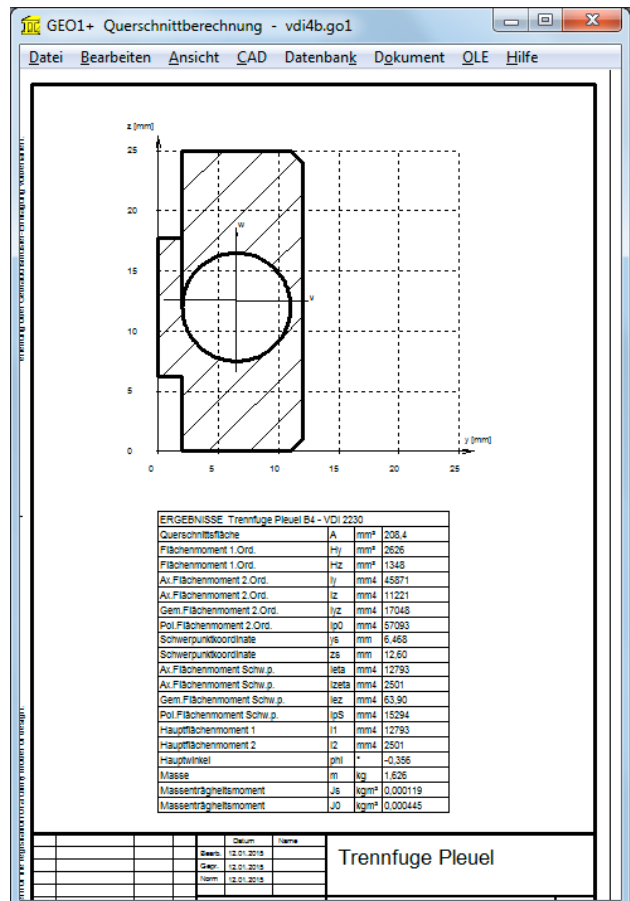 GEO1+ Querschnittberechnung - vdi4b.go1
Datei Bearbeiten Ansicht CAD Datenbank Dokument OLE Hilfe
z [mm]
25
20
w
15
v
10
5
y [mm]
0
0 5 10 15 20 25
ERGEBNISSE Trennfuge Pleuel B4 - VDI 2230
Querschnittsfläche A mm² 208,4
Flächenmoment 1.Ord. Hy mm³ 2626
Flächenmoment 1.Ord. Hz mm³ 1348
Ax.Flächenmoment 2.Ord. Iy mm4 45871
Ax.Flächenmoment 2.Ord. Iz mm4 11221
Gem.Flächenmoment 2.Ord. Iyz mm4 17048
Pol.Flächenmoment 2.Ord. Ip0 mm4 57093
Schwerpunktkoordinate ys mm 6,468
Schwerpunktkoordinate zs mm 12,60
Ax.Flächenmoment Schw.p. Ieta mm4 12793
Ax.Flächenmoment Schw.p. Izeta mm4 2501
Gem.Flächenmoment Schw.p. Iez mm4 63,90
Pol.Flächenmoment Schw.p. IpS mm4 15294
Hauptflächenmoment 1 I1 mm4 12793
Hauptflächenmoment 2 I2 mm4 2501
Hauptwinkel phi ° -0,356
Masse m kg 1,626
Massenträgheitsmoment Js kgm² 0,000119
Massenträgheitsmoment J0 kgm² 0,000445
Datum Name
Bearb. 12.01.2015
Gepr. 12.01.2015
Norm 12.01.2015
Trennfuge Pleuel